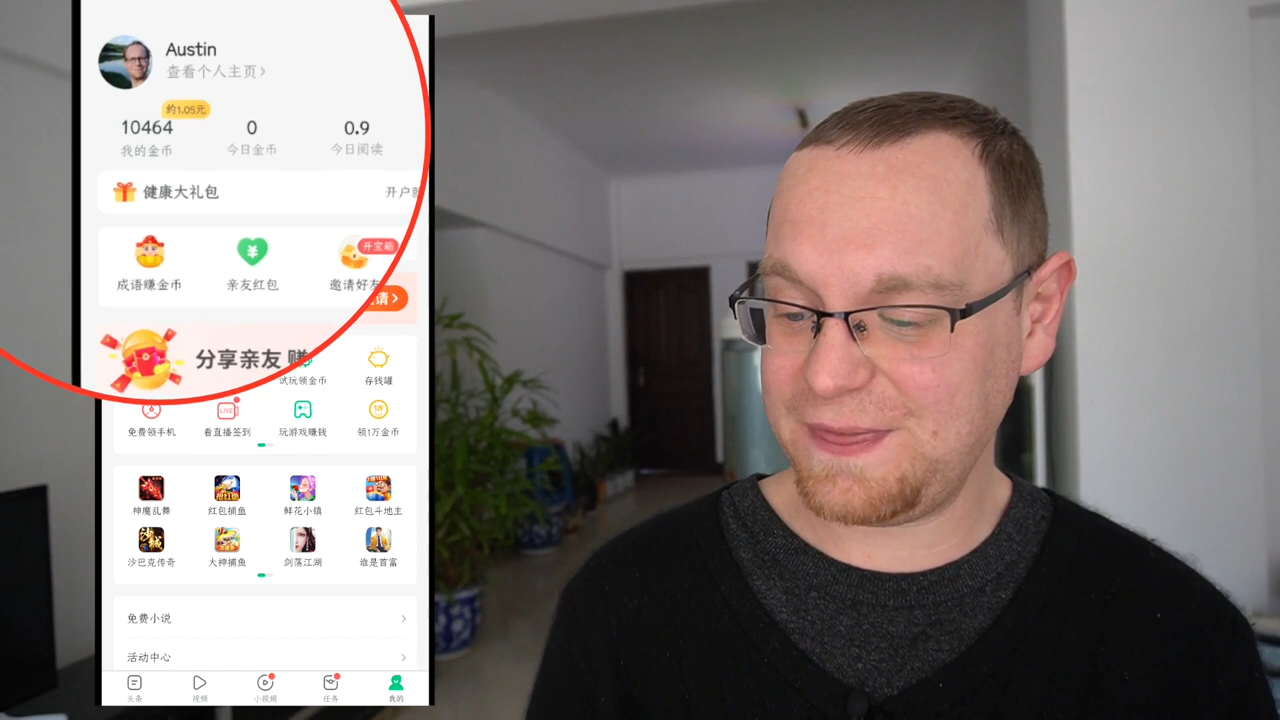 Austin
查看个人主页 >
约1.05元
10464 0 0.9
我的金币 今日金币 今日阅读
健康大礼包 开户
开宝箱
成语赚金币 亲友红包 邀请好友
请 >
分享亲友 赚
试玩领金币 存钱罐
LIVE
免费领手机 看直播签到 玩游戏赚钱 领1万金币
神魔乱舞 红包捕鱼 鲜花小镇 红包斗地主
沙城
沙巴克传奇 大神捕鱼 剑荡江湖 谁是首富
免费小说 >
活动中心 >
头条 视频 小视频 任务 我的